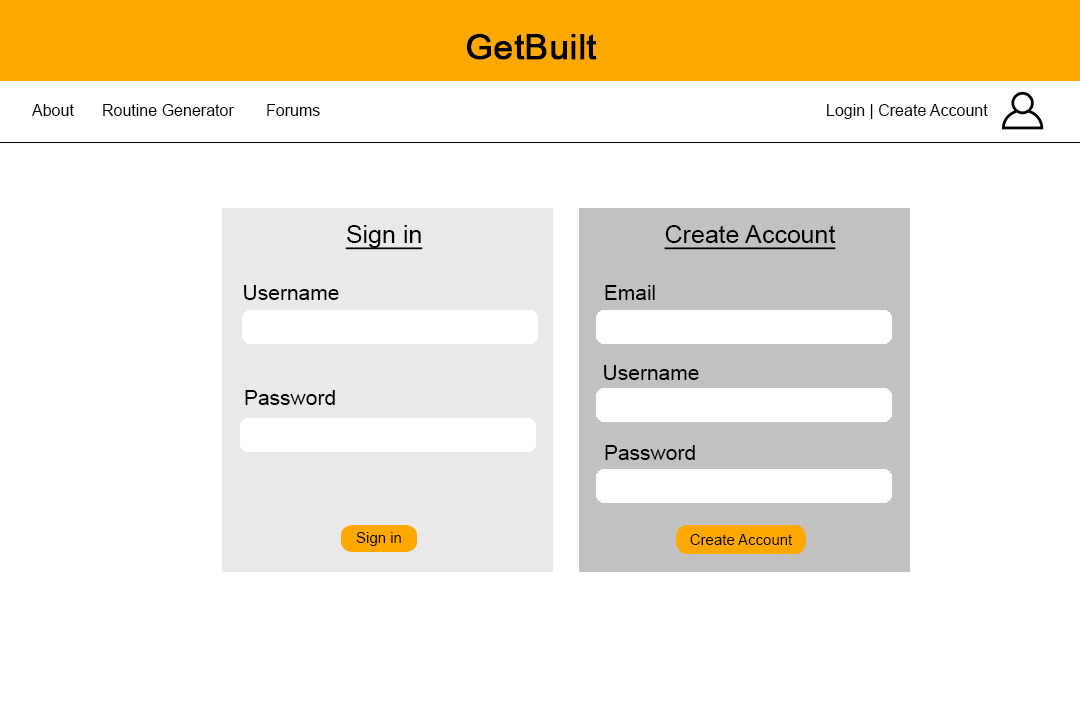 GetBuilt
About Routine Generator Forums Login | Create Account
Sign in
Username
Password
Sign in
Create Account
Email
Username
Password
Create Account